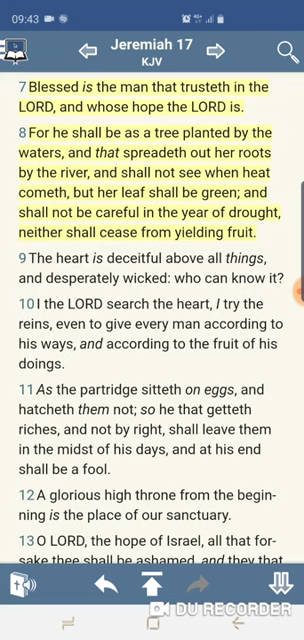 09:43
Jeremiah 17
KJV
7 Blessed is the man that trusteth in the
LORD, and whose hope the LORD is.
8 For he shall be as a tree planted by the
waters, and that spreadeth out her roots
by the river, and shall not see when heat
cometh, but her leaf shall be green; and
shall not be careful in the year of drought,
neither shall cease from yielding fruit.
9 The heart is deceitful above all things,
and desperately wicked: who can know it?
10 I the LORD search the heart, I try the
reins, even to give every man according to
his ways, and according to the fruit of his
doings.
11 As the partridge sitteth on eggs, and
hatcheth them not; so he that getteth
riches, and not by right, shall leave them
in the midst of his days, and at his end
shall be a fool.
12 A glorious high throne from the begin-
ning is the place of our sanctuary.
13 O LORD, the hope of Israel, all that for-
sake thee shall be ashamed, and they that
DU RECORDER